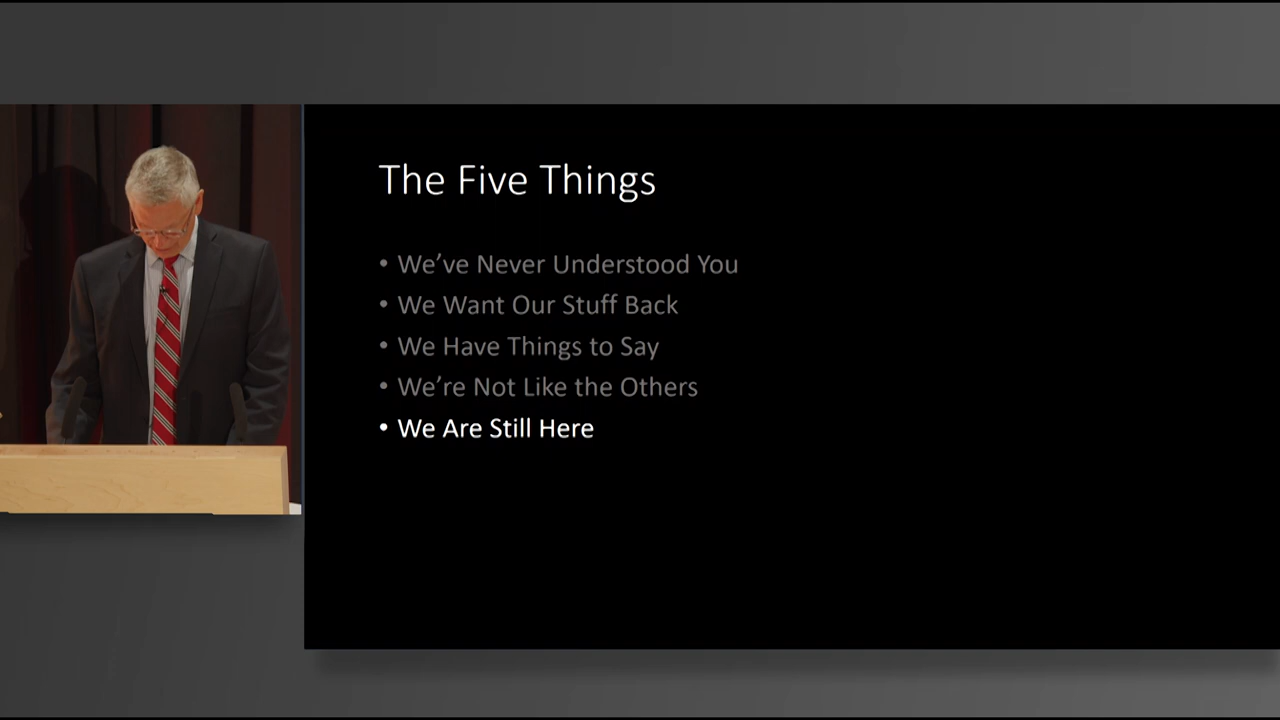 The Five Things
• We’ve Never Understood You
• We Want Our Stuff Back
• We Have Things to Say
• We’re Not Like the Others
• We Are Still Here